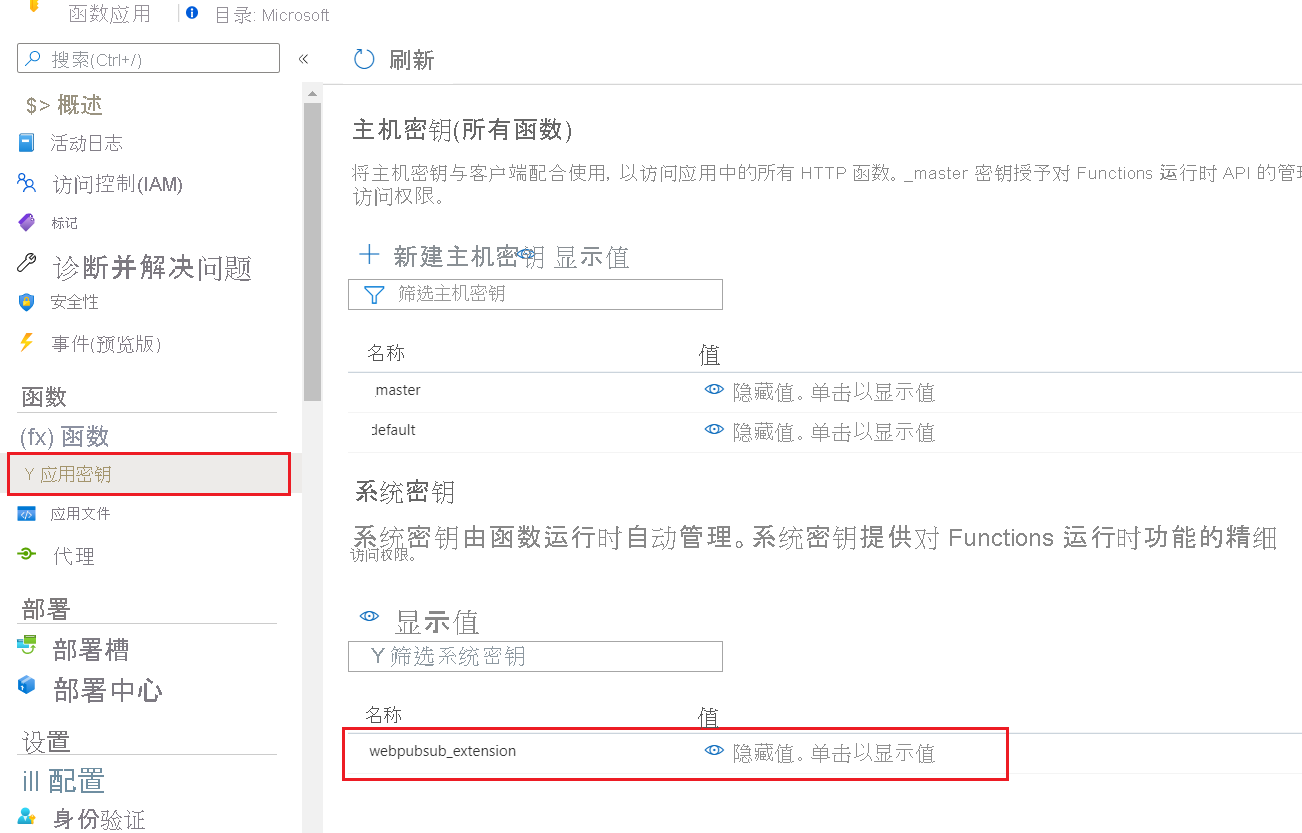 函数应用 目录: Microsoft
搜索(Ctrl+/)
«
刷新
$> 概述
活动日志
访问控制(IAM)
标记
诊断并解决问题
安全性
事件(预览版)
函数
(fx) 函数
Y 应用密钥
应用文件
代理
部署
部署槽
部署中心
设置
ill 配置
身份验证
主机密钥(所有函数)
将主机密钥与客户端配合使用, 以访问应用中的所有 HTTP 函数。_master 密钥授予对 Functions 运行时 API 的管理
访问权限。
新建主机密钥 显示值
筛选主机密钥
名称 值
_master 隐藏值。单击以显示值
default 隐藏值。单击以显示值
系统密钥
系统密钥由函数运行时自动管理。系统密钥提供对 Functions 运行时功能的精细
访问权限。
显示值
Y 筛选系统密钥
名称 值
webpubsub_extension 隐藏值。单击以显示值